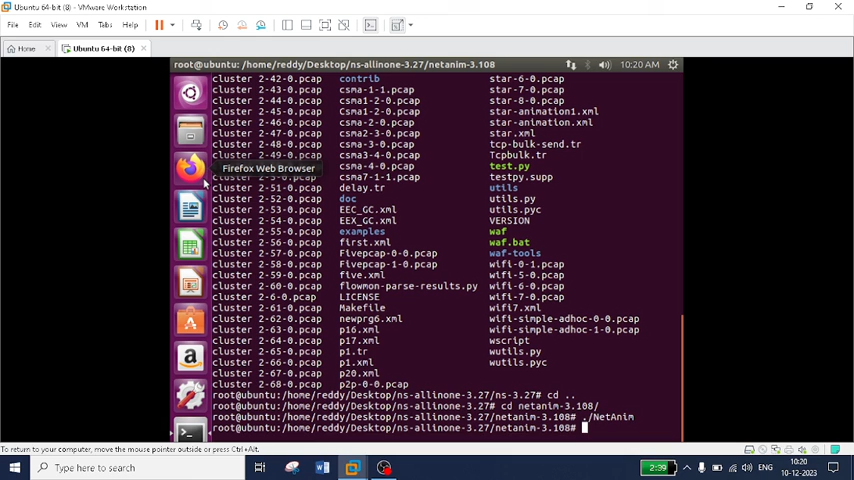 Ubuntu 64-bit (8) - VMware Workstation
File Edit View VM Tabs Help
Home
Ubuntu 64-bit (8)
root@ubuntu: /home/reddy/Desktop/ns-allinone-3.27/netanim-3.108
10:20 AM
cluster 2-42-0.pcap contrib star-6-0.pcap
cluster 2-43-0.pcap csma-1-1.pcap star-7-0.pcap
cluster 2-44-0.pcap csma1-2-0.pcap star-8-0.pcap
cluster 2-45-0.pcap Csma1-2-0.pcap star-animation1.xml
cluster 2-46-0.pcap csma1-2-0.pcap star-animation.xml
cluster 2-47-0.pcap csma2-3-0.pcap star.xml
cluster 2-48-0.pcap csma3-4-0.pcap tcp-bulk-send.tr
cluster 2-49-0.pcap Csma3-4-0.pcap Tcpbulk.tr
Firefox Web Browser
csma-4-0.pcap test.py
cluster 2-5-0.pcap csma7-1-1.pcap testpy.supp
cluster 2-51-0.pcap delay.tr utils
cluster 2-52-0.pcap doc utils.py
cluster 2-53-0.pcap EEC_GC.xml utils.pyc
cluster 2-54-0.pcap EEX_GC.xml VERSION
cluster 2-55-0.pcap examples waf
cluster 2-56-0.pcap first.xml waf.bat
cluster 2-57-0.pcap Fivepcap-0-0.pcap waf-tools
cluster 2-58-0.pcap Fivepcap-1-0.pcap wifi-0-1.pcap
cluster 2-59-0.pcap five.xml wifi-5-0.pcap
cluster 2-60-0.pcap flowmon-parse-results.py wifi-6-0.pcap
cluster 2-6-0.pcap LICENSE wifi-7-0.pcap
cluster 2-61-0.pcap Makefile wifi7.xml
cluster 2-62-0.pcap newprg6.xml wifi-simple-adhoc-0-0.pcap
cluster 2-63-0.pcap p16.xml wifi-simple-adhoc-1-0.pcap
cluster 2-64-0.pcap p17.xml wscript
cluster 2-65-0.pcap p1.tr wutils.py
cluster 2-66-0.pcap p1.xml wutils.pyc
cluster 2-67-0.pcap p20.xml
cluster 2-68-0.pcap p2p-0-0.pcap
root@ubuntu:/home/reddy/Desktop/ns-allinone-3.27/ns-3.27# cd ..
root@ubuntu:/home/reddy/Desktop/ns-allinone-3.27# cd netanim-3.108/
root@ubuntu:/home/reddy/Desktop/ns-allinone-3.27/netanim-3.108# ./NetAnim
root@ubuntu:/home/reddy/Desktop/ns-allinone-3.27/netanim-3.108#
To return to your computer, move the mouse pointer outside or press Ctrl+Alt.
Type here to search
2:39
ENG
10:20
10-12-2023